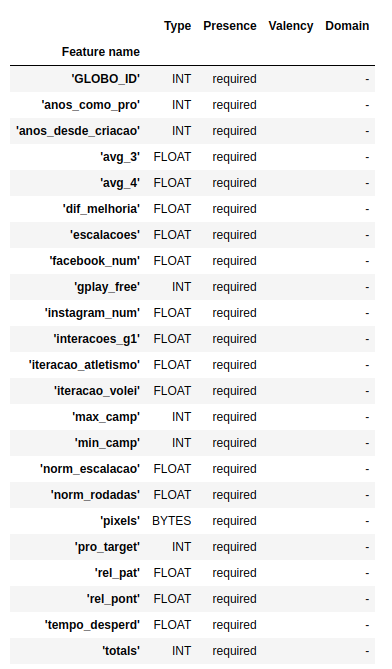 Type Presence Valency Domain
Feature name
'GLOBO_ID' INT required -
'anos_como_pro' INT required -
'anos_desde_criacao' INT required -
'avg_3' FLOAT required -
'avg_4' FLOAT required -
'dif_melhoria' FLOAT required -
'escalacoes' FLOAT required -
'facebook_num' FLOAT required -
'gplay_free' INT required -
'instagram_num' FLOAT required -
'interacoes_g1' FLOAT required -
'iteracao_atletismo' FLOAT required -
'iteracao_volei' FLOAT required -
'max_camp' INT required -
'min_camp' INT required -
'norm_escalacao' FLOAT required -
'norm_rodadas' FLOAT required -
'pixels' BYTES required -
'pro_target' INT required -
'rel_pat' FLOAT required -
'rel_pont' FLOAT required -
'tempo_desperd' FLOAT required -
'totals' INT required -